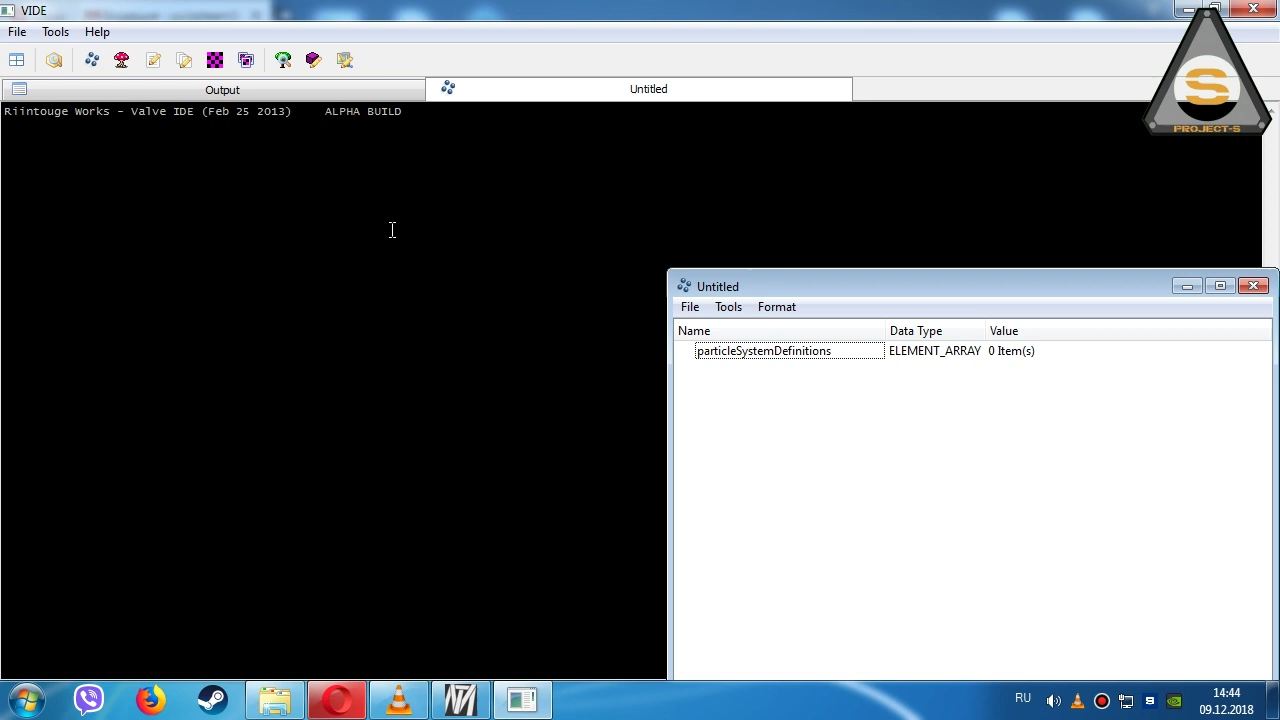 VIDE
File Tools Help
Output
Untitled
Riintouge Works - Valve IDE (Feb 25 2013) ALPHA BUILD
S
PROJECT-S
Untitled
File Tools Format
Name Data Type Value
particleSystemDefinitions ELEMENT_ARRAY 0 Item(s)
RU
14:44
09.12.2018